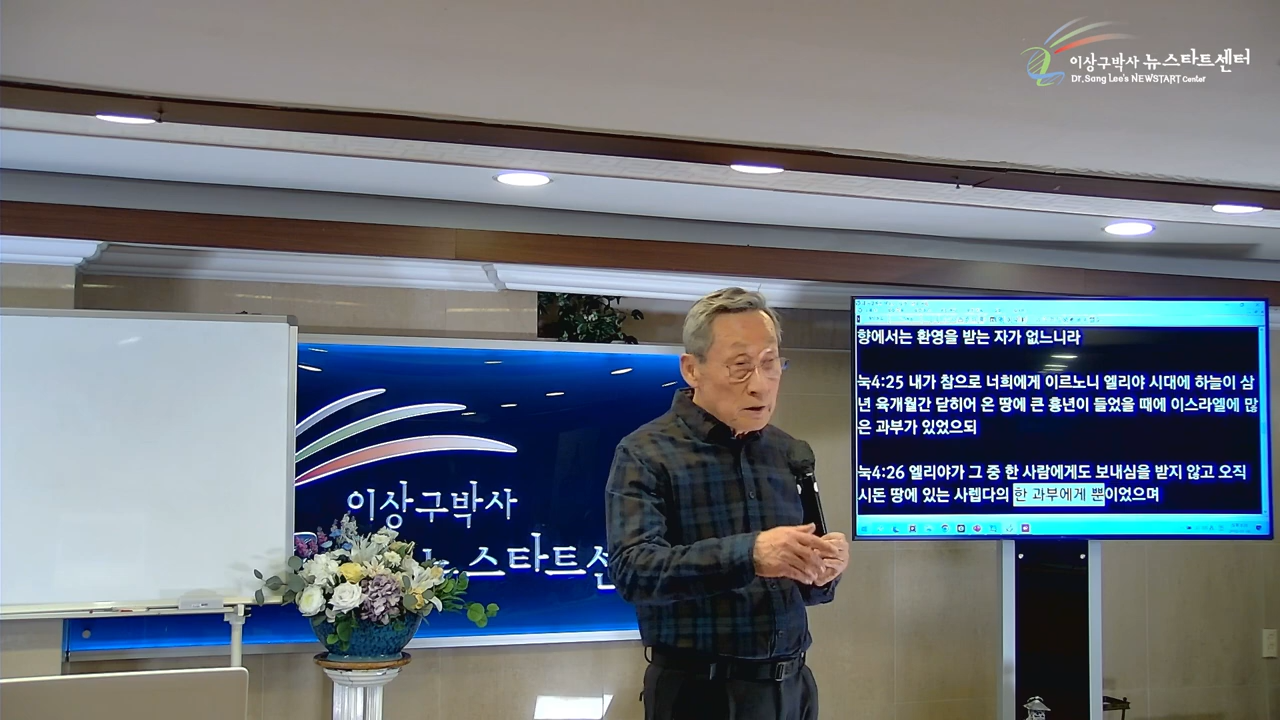 이상구박사 뉴스타트센터
Dr.Sang Lee's NEWSTART Center
향에서는 환영을 받는 자가 없느니라
눅4:25 내가 참으로 너희에게 이르노니 엘리야 시대에 하늘이 삼
년 육개월간 닫히어 온 땅에 큰 흉년이 들었을 때에 이스라엘에 많
은 과부가 있었으되
눅4:26 엘리야가 그 중 한 사람에게도 보내심을 받지 않고 오직
시돈 땅에 있는 사렙다의 한 과부에게 뿐이었으며
이상구박사
뉴스타트센